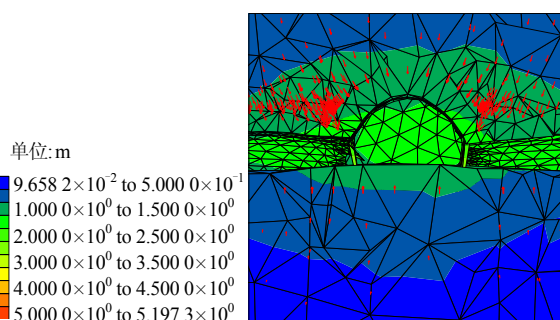 单位:m
9.658 2×10⁻² to 5.000 0×10⁻¹
1.000 0×10⁰ to 1.500 0×10⁰
2.000 0×10⁰ to 2.500 0×10⁰
3.000 0×10⁰ to 3.500 0×10⁰
4.000 0×10⁰ to 4.500 0×10⁰
5.000 0×10⁰ to 5.197 3×10⁰